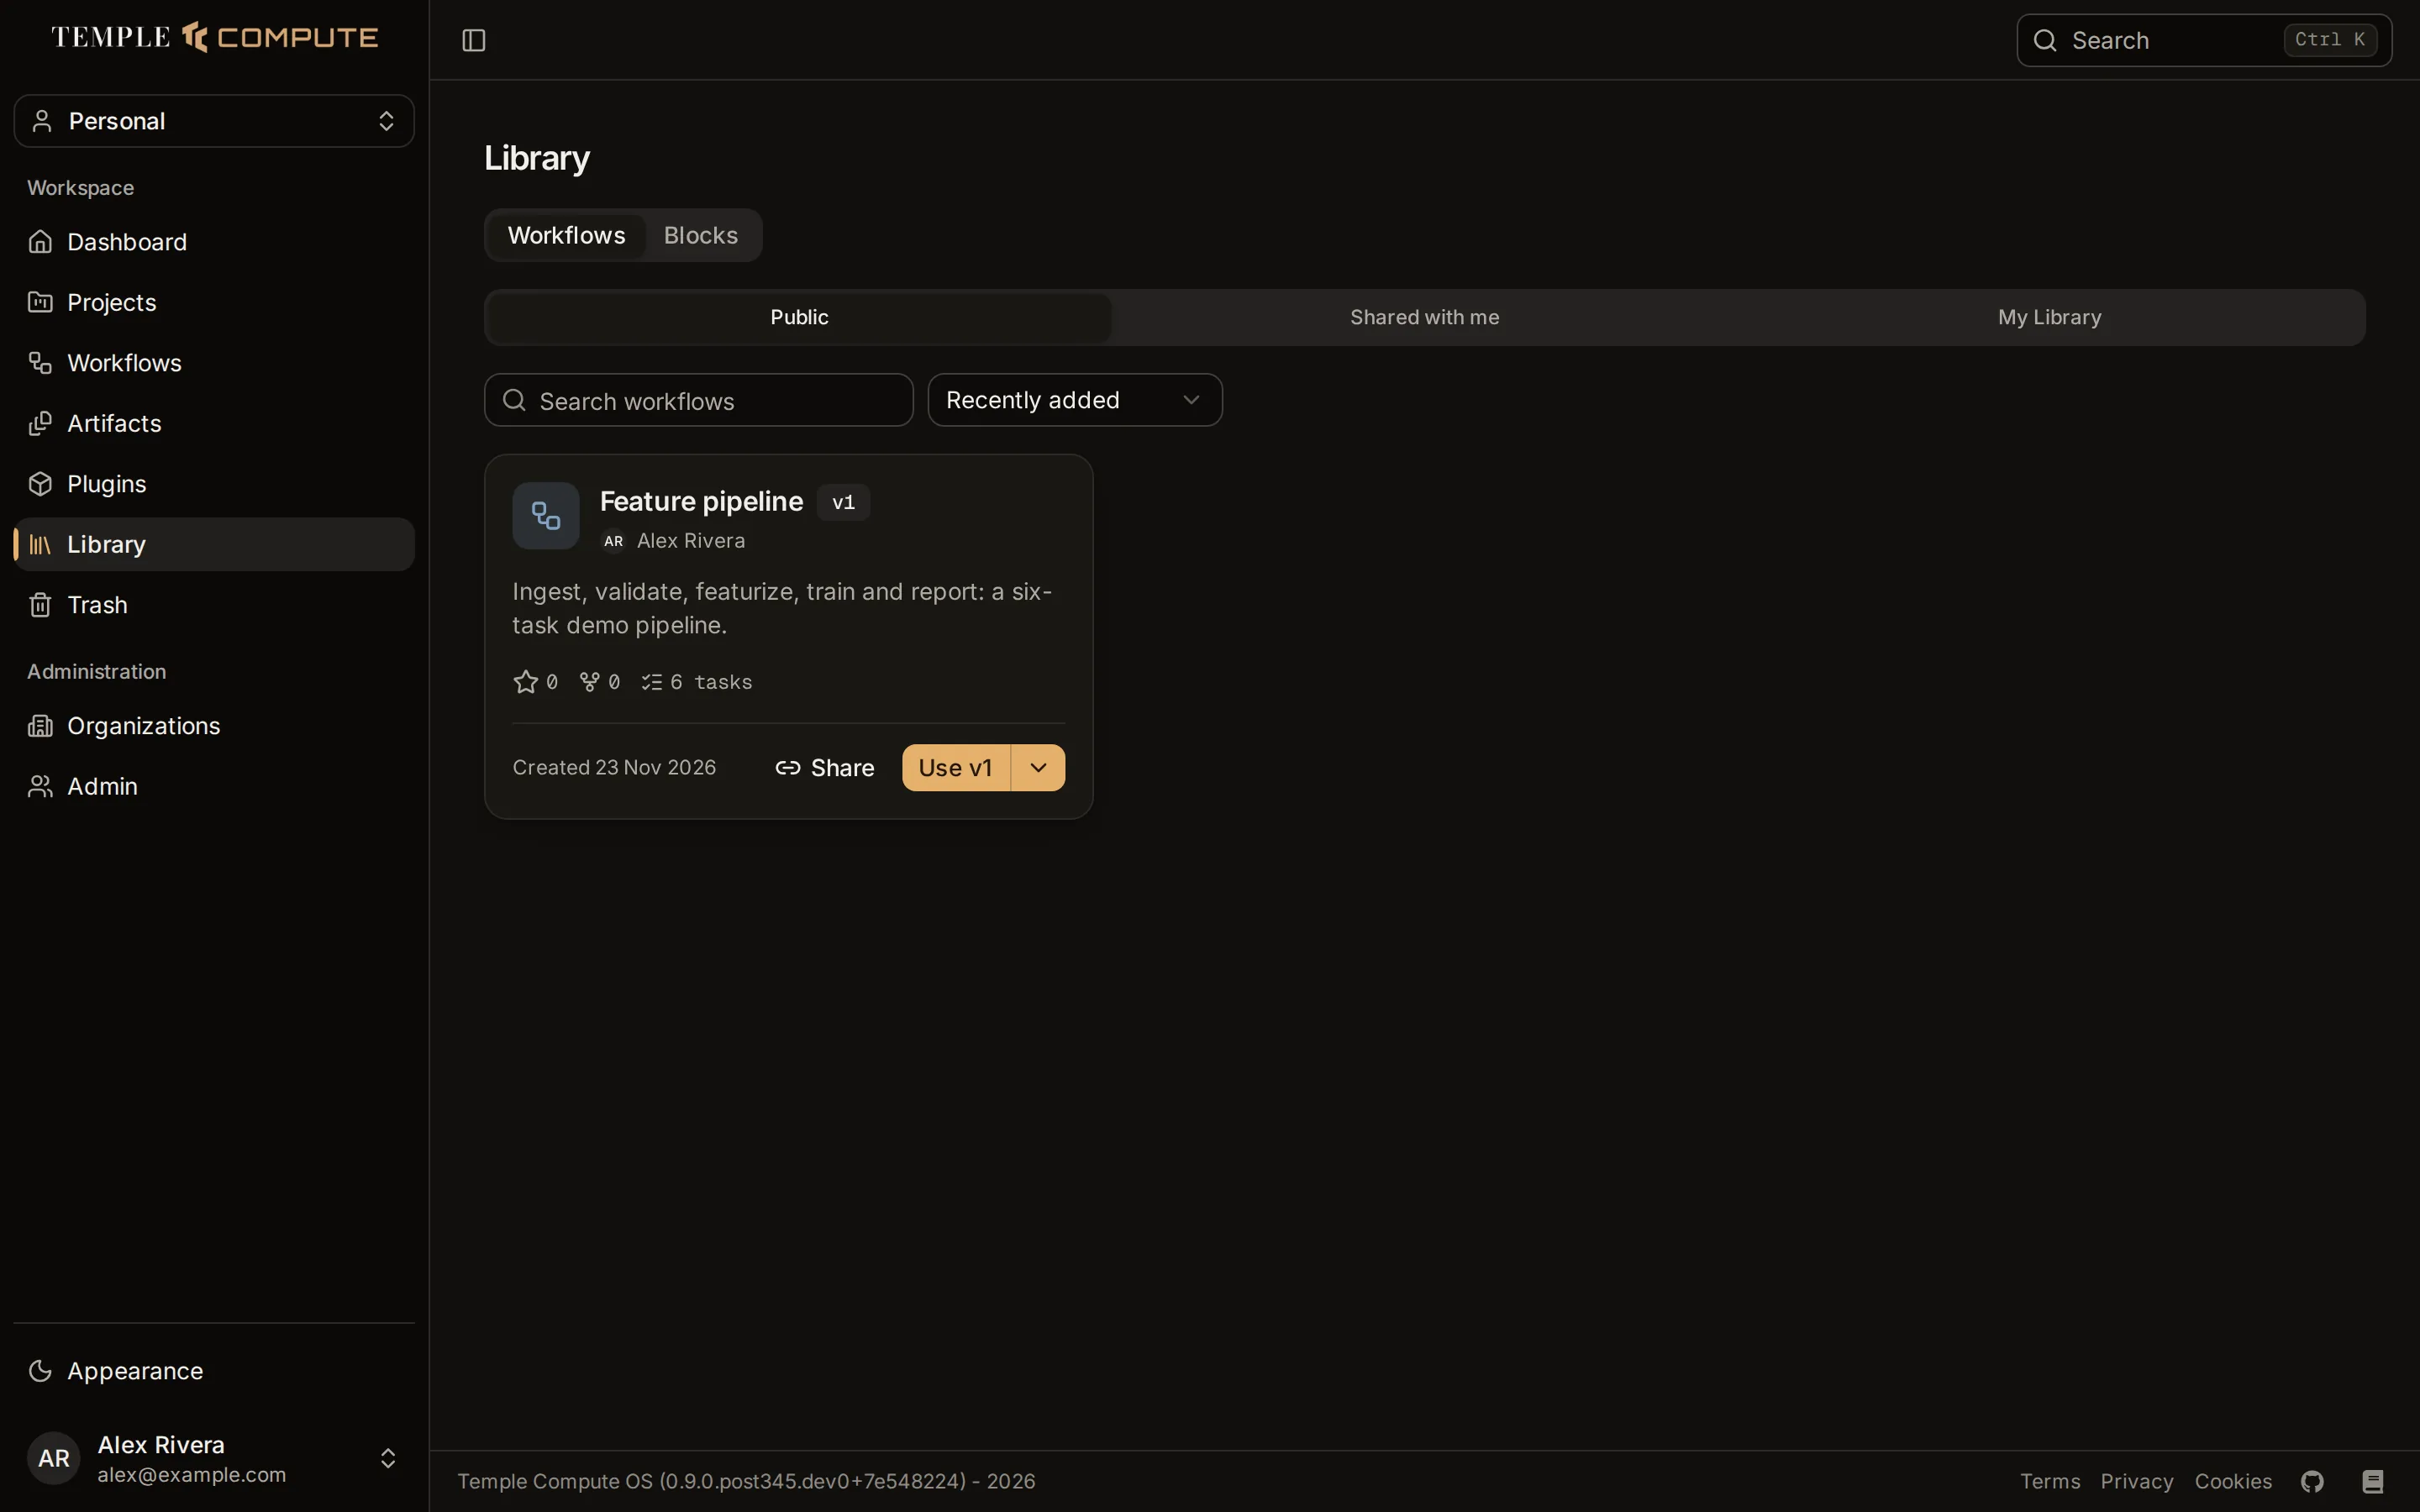 TEMPLE COMPUTE
Search
Ctrl K
Personal
Workspace
Dashboard
Projects
Workflows
Artifacts
Plugins
Library
Trash
Administration
Organizations
Admin
Appearance
AR
Alex Rivera
alex@example.com
Library
Workflows
Blocks
Public
Shared with me
My Library
Search workflows
Recently added
Feature pipeline
v1
AR
Alex Rivera
Ingest, validate, featurize, train and report: a six-
task demo pipeline.
0
0
6 tasks
Created 23 Nov 2026
Share
Use v1
Temple Compute OS (0.9.0.post345.dev0+7e548224) - 2026
Terms
Privacy
Cookies